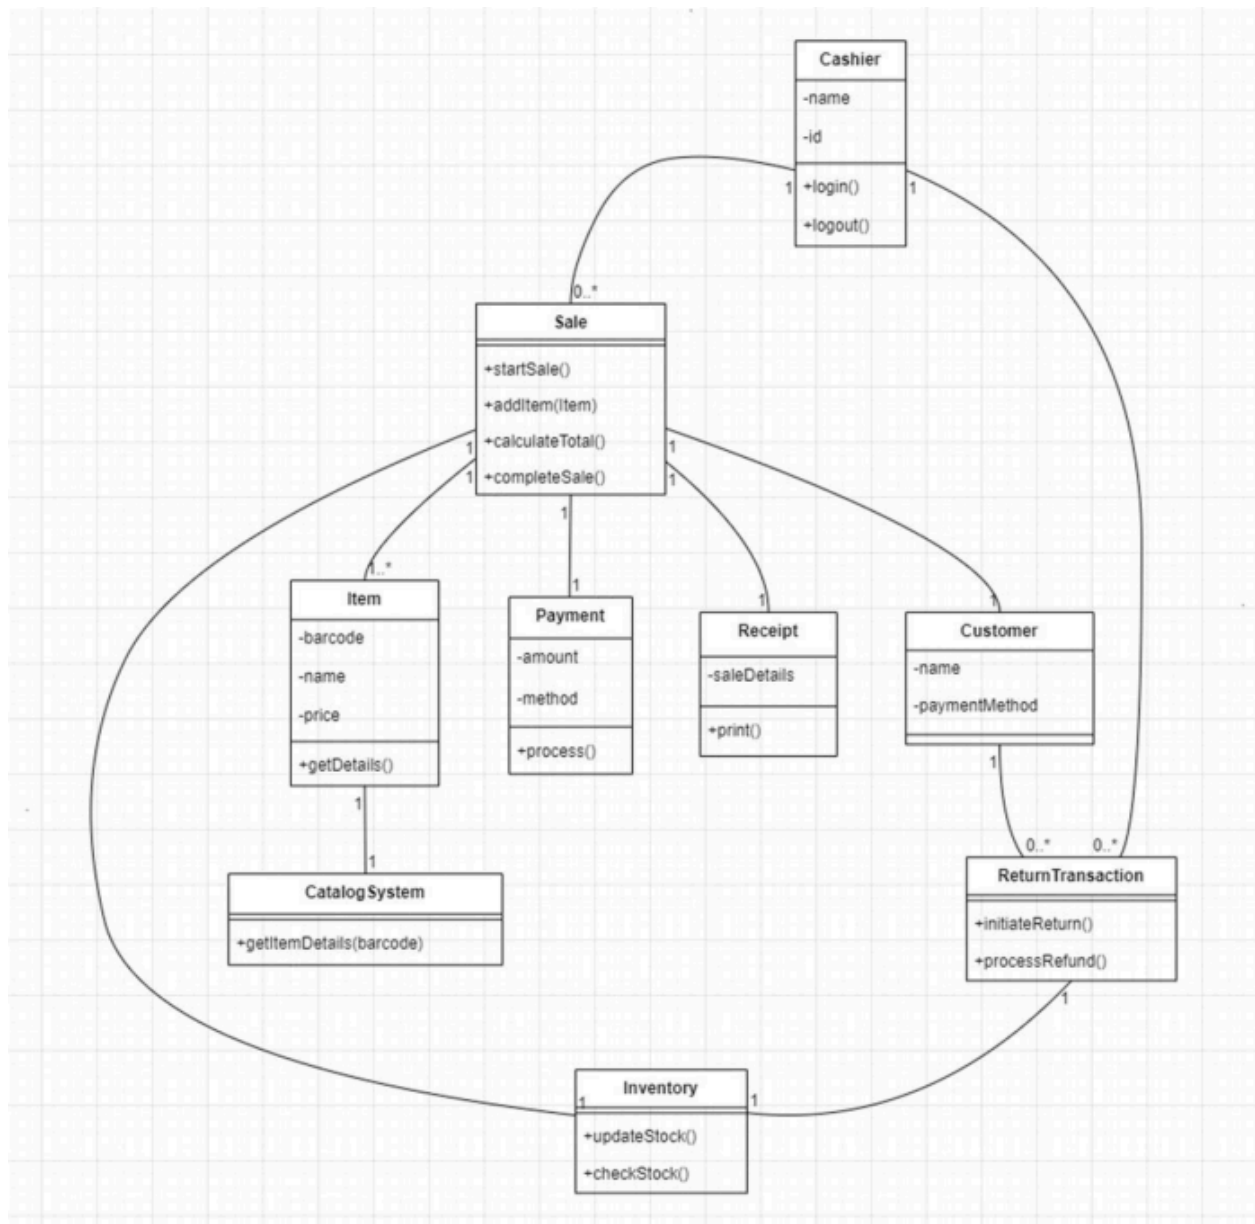 Cashier
-name
-id
1
+login()
1
+logout()
0..*
Sale
+startSale()
+addItem(Item)
1
+calculateTotal()
1
1
+completeSale()
1
1
1..*
1
1
1
Item
-barcode
-name
-price
+getDetails()
Payment
-amount
-method
+process()
Receipt
-saleDetails
+print()
Customer
-name
-paymentMethod
1
1
1
0..*
0..*
CatalogSystem
+getItemDetails(barcode)
ReturnTransaction
+initiateReturn()
+processRefund()
1
1
1
Inventory
+updateStock()
+checkStock()